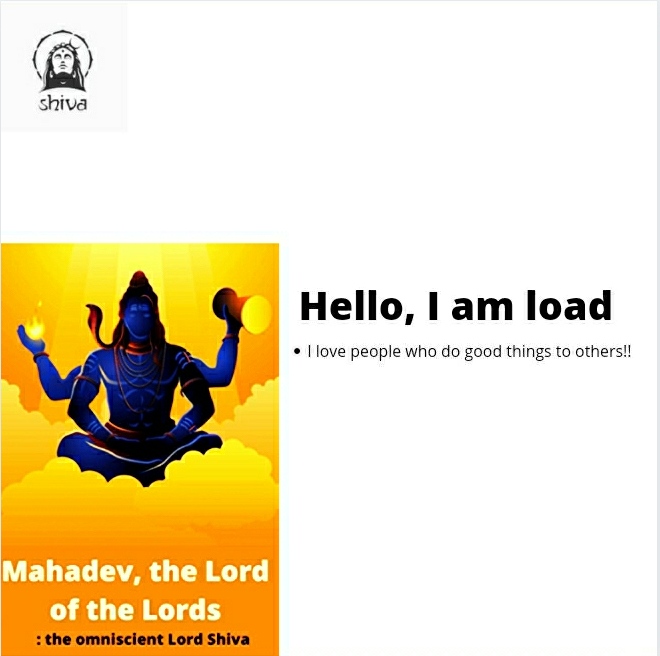 shiva
Hello, I am load
• I love people who do good things to others!!
Mahadev, the Lord
of the Lords
: the omniscient Lord Shiva